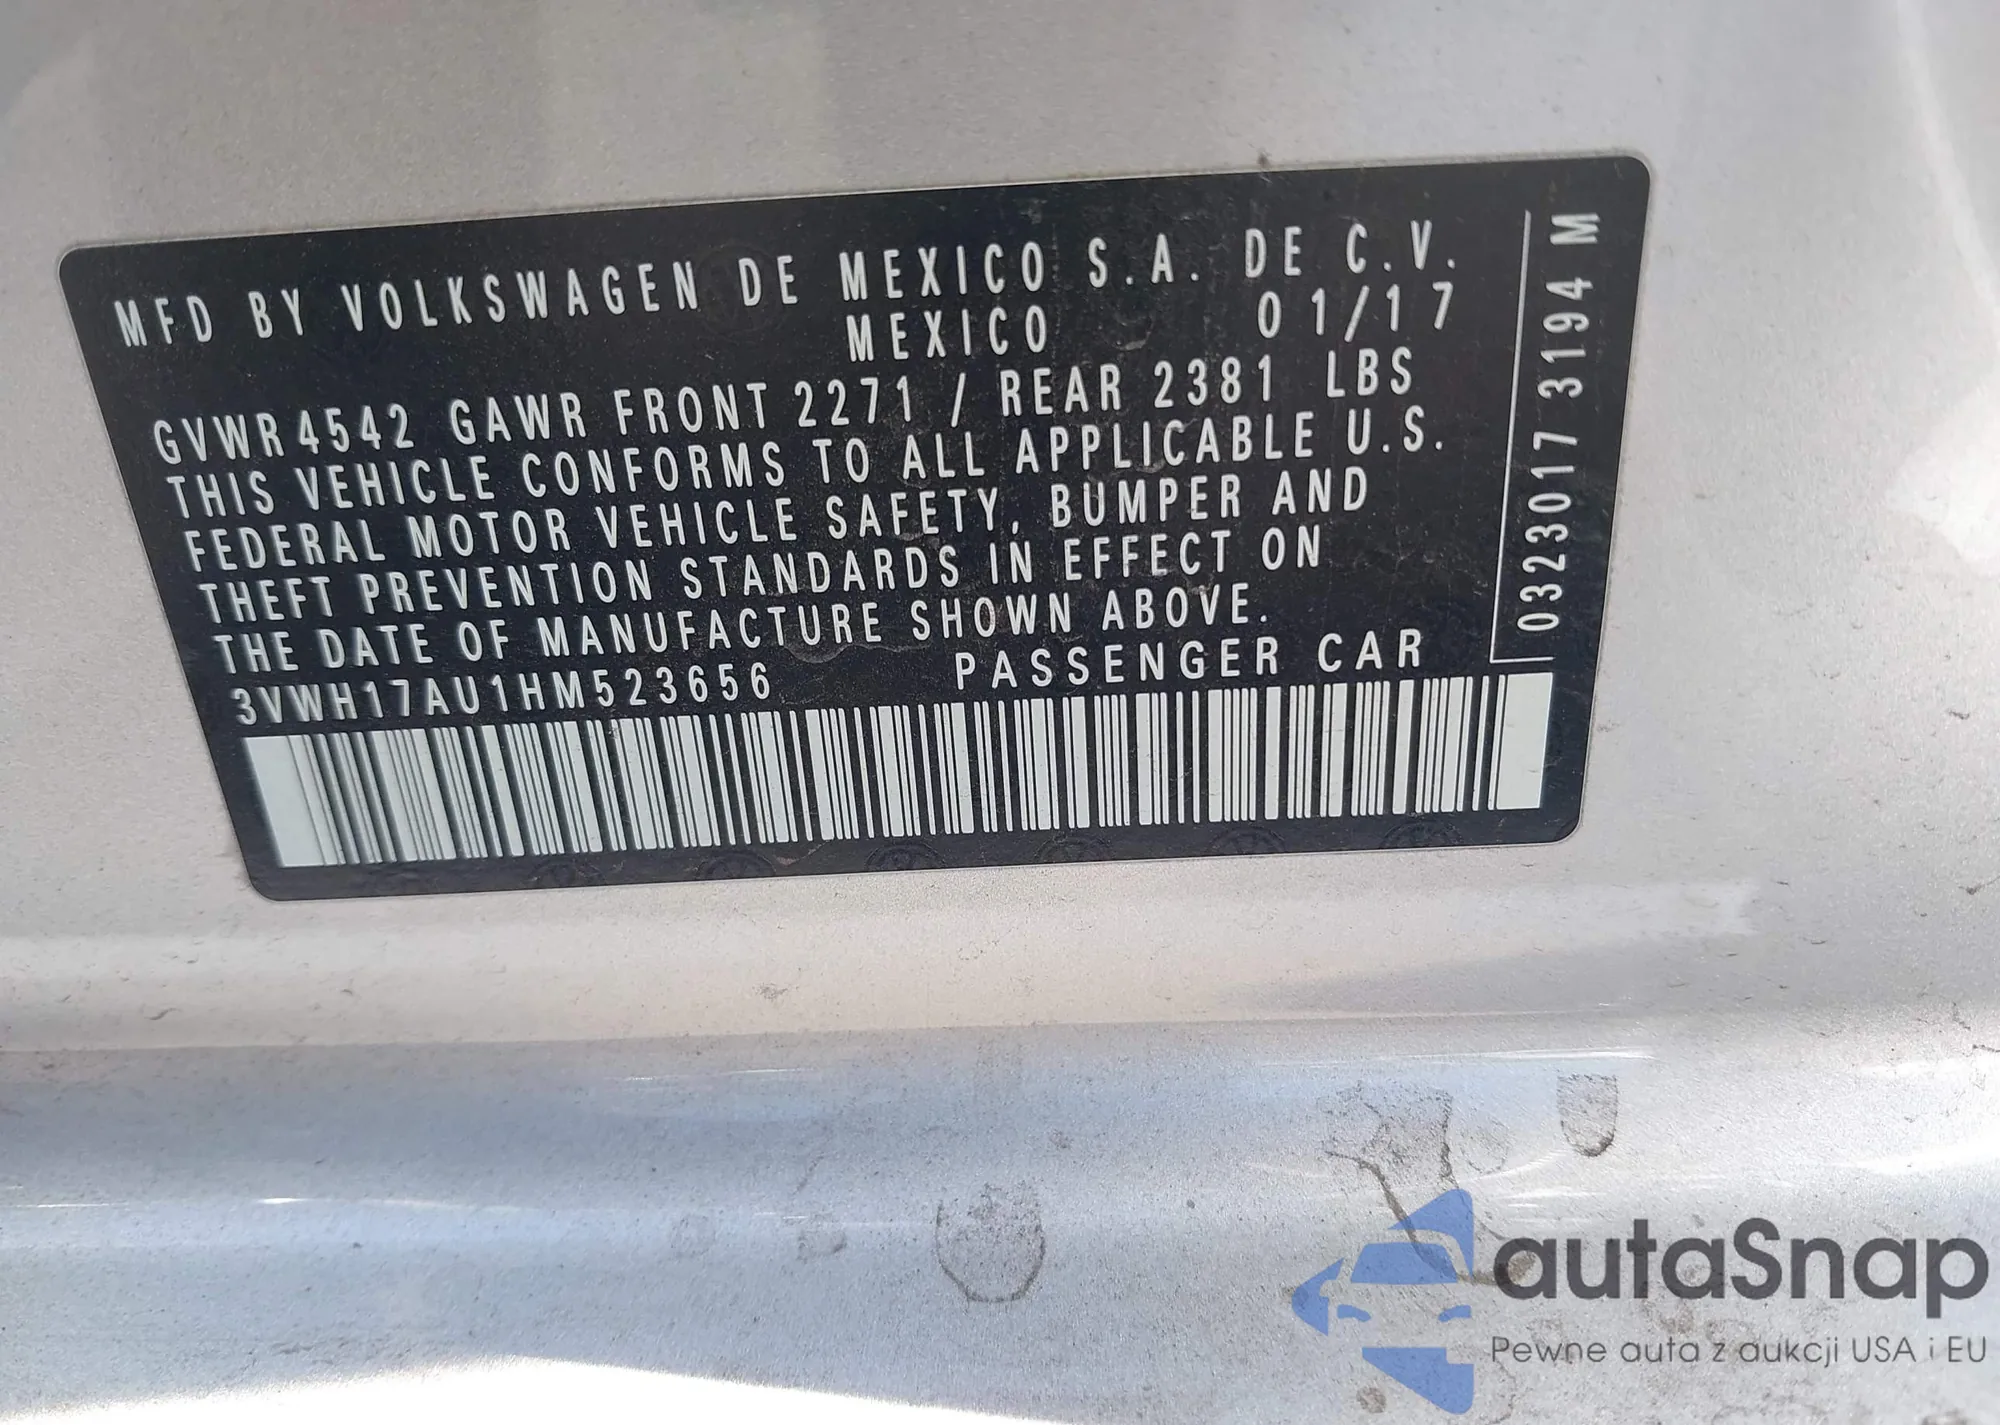 MFD BY VOLKSWAGEN DE MEXICO S.A. DE C.V.
MEXICO 01/17
GVWR 4542 GAWR FRONT 2271 / REAR 2381 LBS
THIS VEHICLE CONFORMS TO ALL APPLICABLE U.S.
FEDERAL MOTOR VEHICLE SAFETY, BUMPER AND
THEFT PREVENTION STANDARDS IN EFFECT ON
THE DATE OF MANUFACTURE SHOWN ABOVE.
3VWH17AU1HM523656 PASSENGER CAR
0323017 3194 M
autaSnap
Pewne auta z aukcji USA i EU